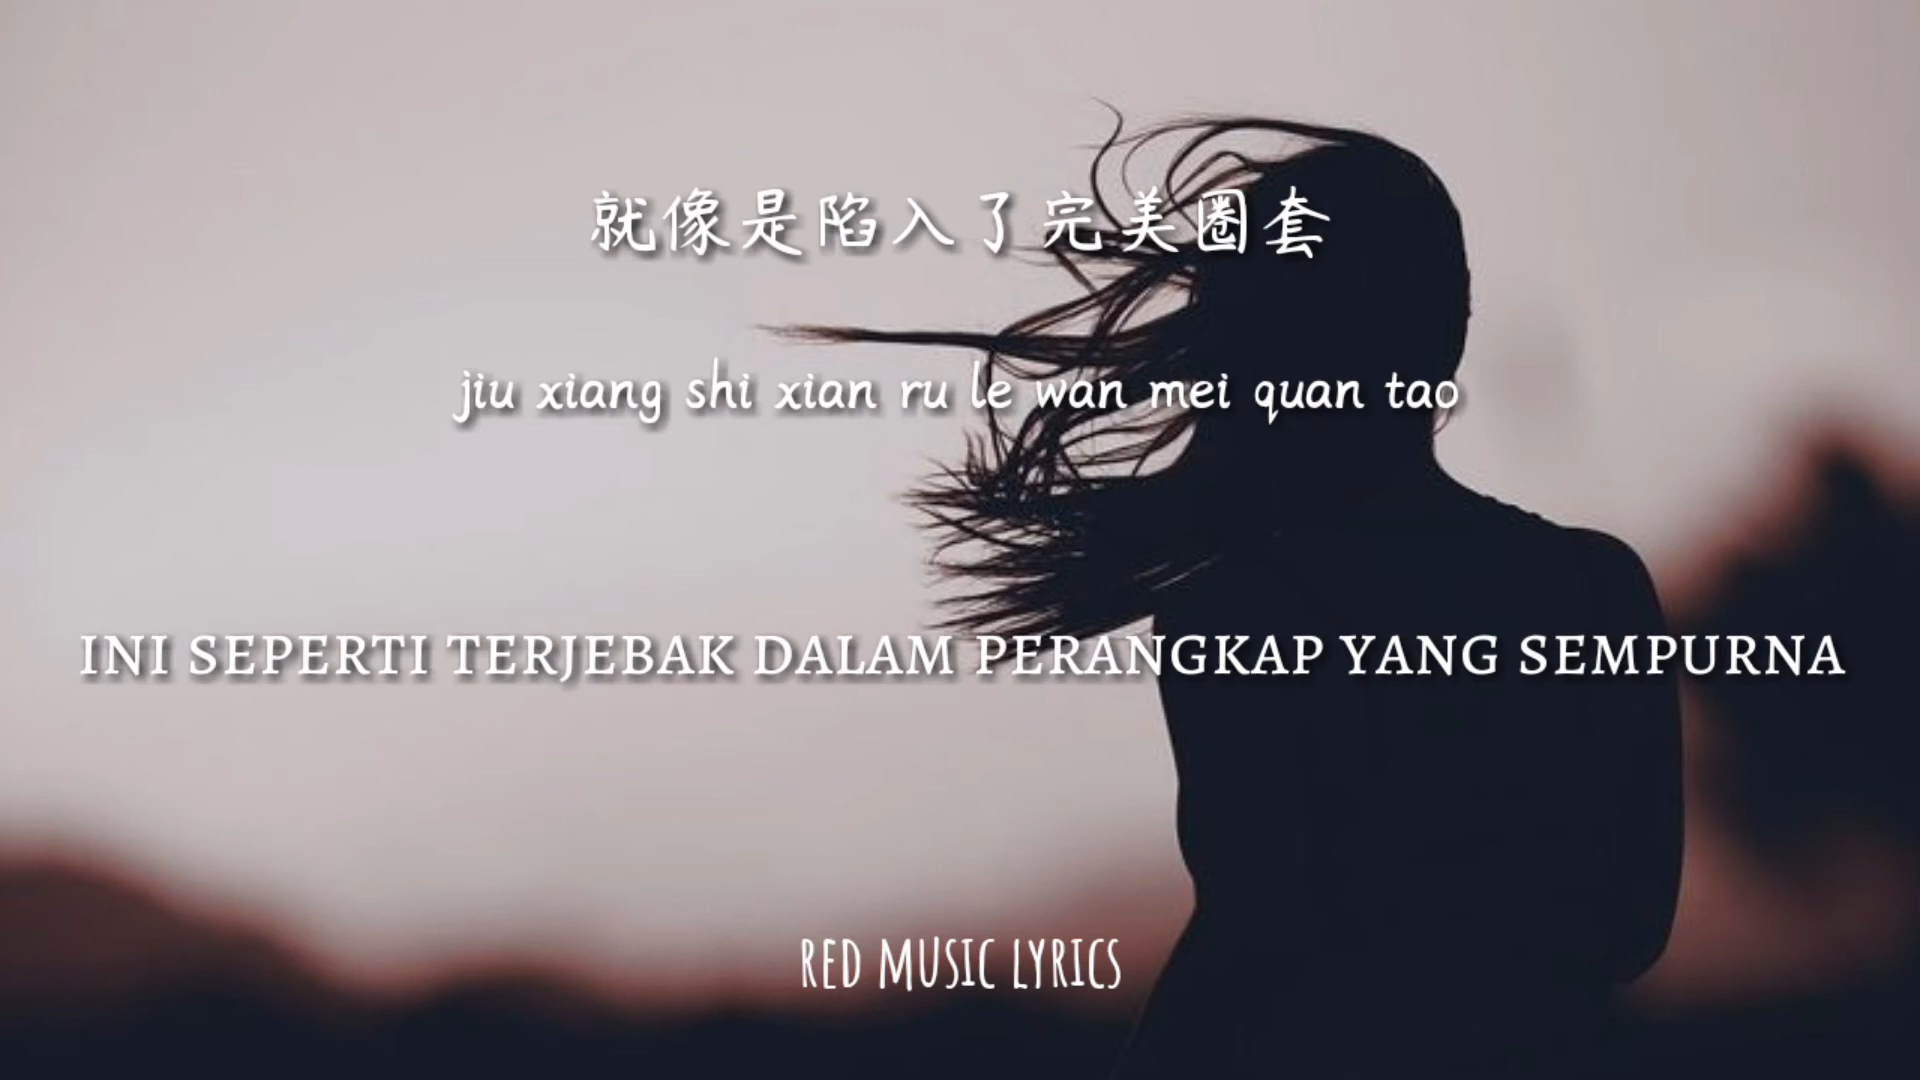 就像是陷入了完美圈套
jiu xiang shi xian ru le wan mei quan tao
INI SEPERTI TERJEBAK DALAM PERANGKAP YANG SEMPURNA
RED MUSIC LYRICS